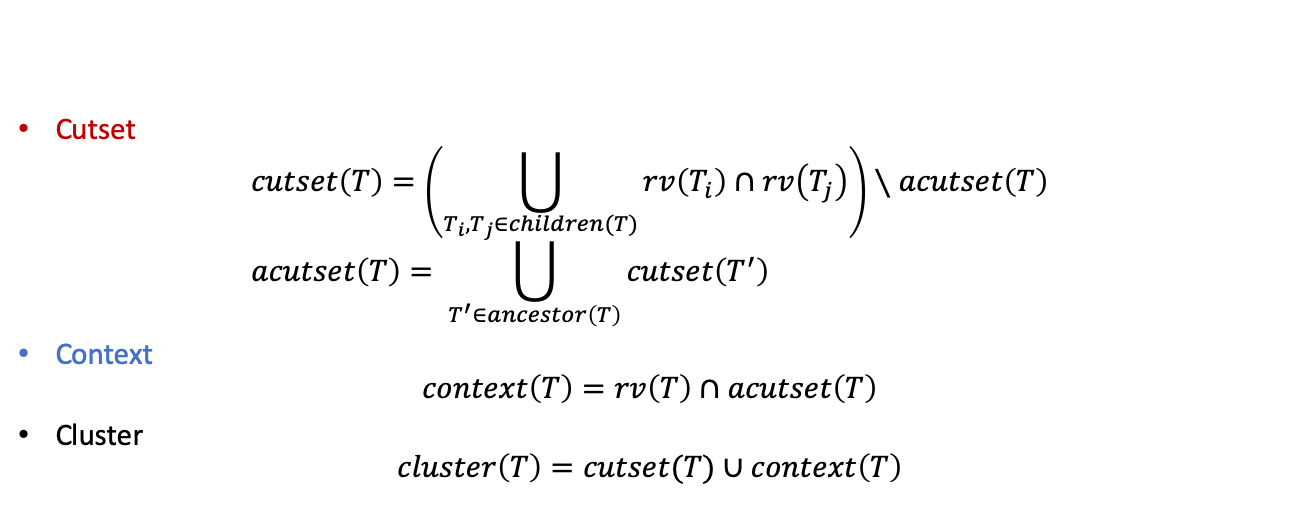 • Cutset
cutset(T) = (⋃_{T_i,T_j∈children(T)} rv(T_i) ∩ rv(T_j)) \ acutset(T)
acutset(T) = ⋃_{T′∈ancestor(T)} cutset(T′)
• Context
context(T) = rv(T) ∩ acutset(T)
• Cluster
cluster(T) = cutset(T) ∪ context(T)